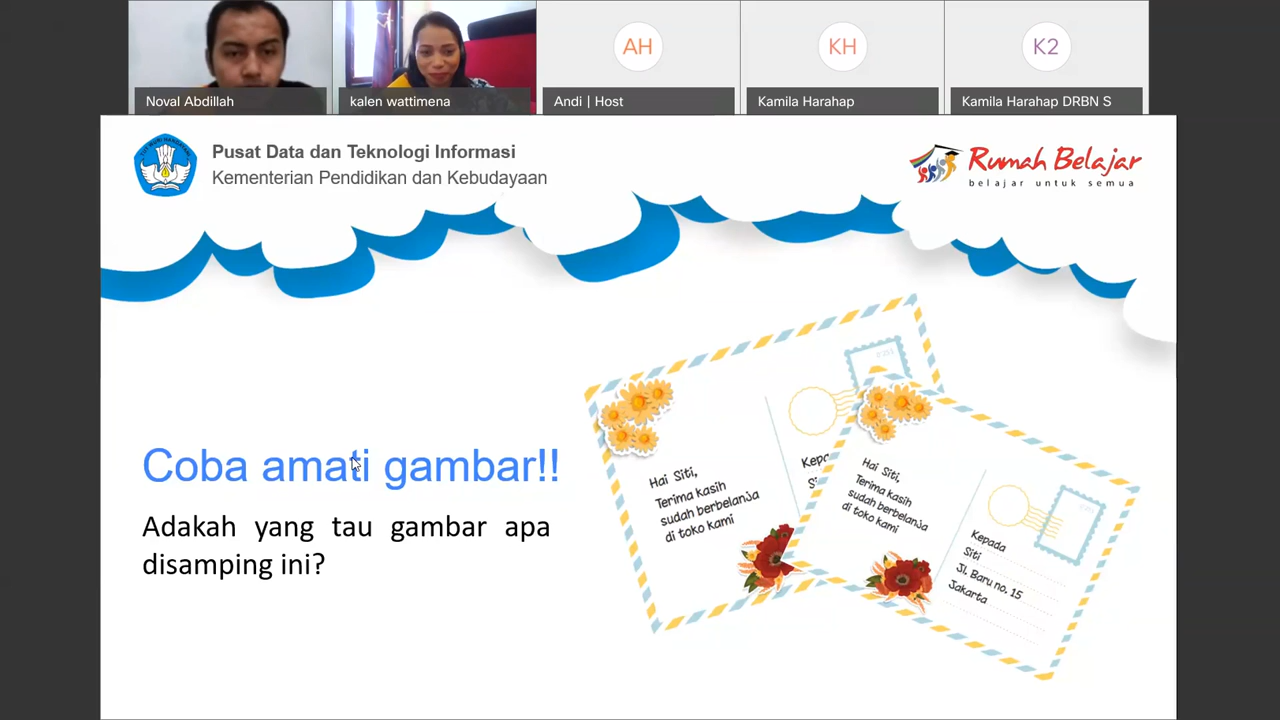 AH
KH
K2
Noval Abdillah
kalen wattimena
Andi | Host
Kamila Harahap
Kamila Harahap DRBN S
Pusat Data dan Teknologi Informasi
Kementerian Pendidikan dan Kebudayaan
Rumah Belajar
belajar untuk semua
Coba amati gambar!!
Adakah yang tau gambar apa
disamping ini?
Hai Siti,
Terima kasih
sudah berbelanja
di toko kami
Hai Siti,
Terima kasih
sudah berbelanja
di toko kami
Kepada
Siti
Jl. Baru no. 15
Jakarta